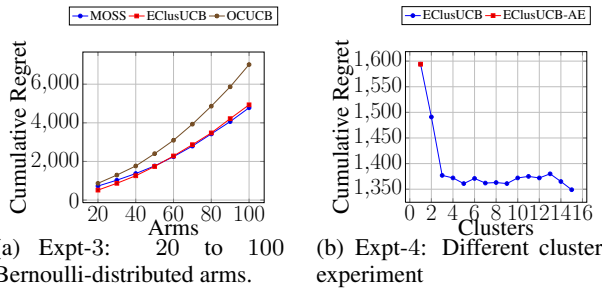 MOSS EClusUCB OCUCB
6,000
4,000
2,000
0
20 40 60 80 100
Arms
Cumulative Regret
(a) Expt-3: 20 to 100
Bernoulli-distributed arms.
EClusUCB EClusUCB-AE
1,600
1,550
1,500
1,450
1,400
1,350
0 2 4 6 8 10 12 14 16
Clusters
Cumulative Regret
(b) Expt-4: Different cluster
experiment